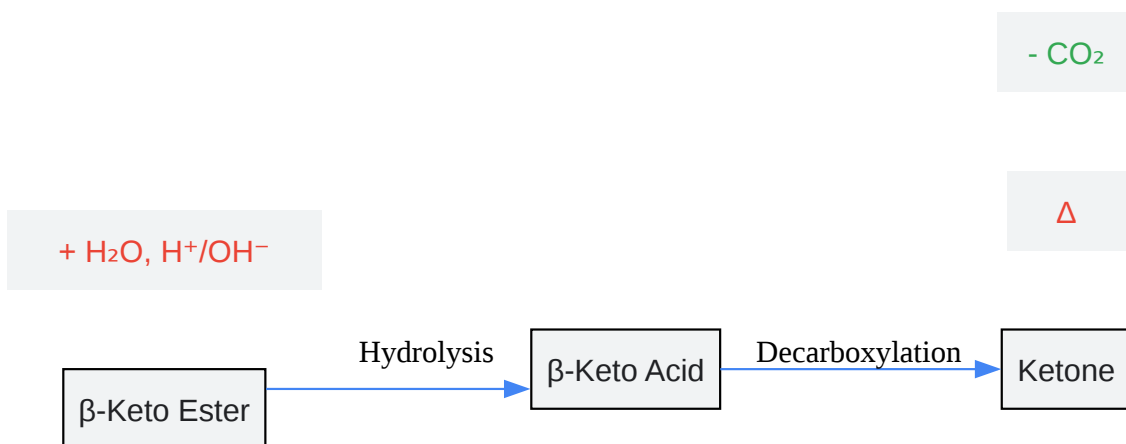 - CO₂
Δ
+ H₂O, H⁺/OH⁻
Hydrolysis
Decarboxylation
β-Keto Acid
Ketone
β-Keto Ester